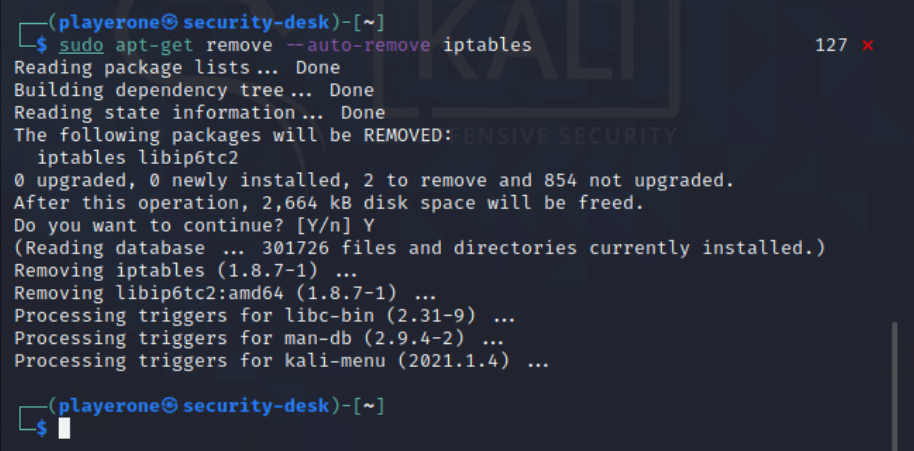 ┌──(playerone㉿security-desk)-[~]
└─$ sudo apt-get remove --auto-remove iptables 127 ⨯
Reading package lists... Done
Building dependency tree... Done
Reading state information... Done
The following packages will be REMOVED:
  iptables libip6tc2
0 upgraded, 0 newly installed, 2 to remove and 854 not upgraded.
After this operation, 2,664 kB disk space will be freed.
Do you want to continue? [Y/n] Y
(Reading database ... 301726 files and directories currently installed.)
Removing iptables (1.8.7-1) ...
Removing libip6tc2:amd64 (1.8.7-1) ...
Processing triggers for libc-bin (2.31-9) ...
Processing triggers for man-db (2.9.4-2) ...
Processing triggers for kali-menu (2021.1.4) ...
┌──(playerone㉿security-desk)-[~]
└─$
KALI
SECURITY